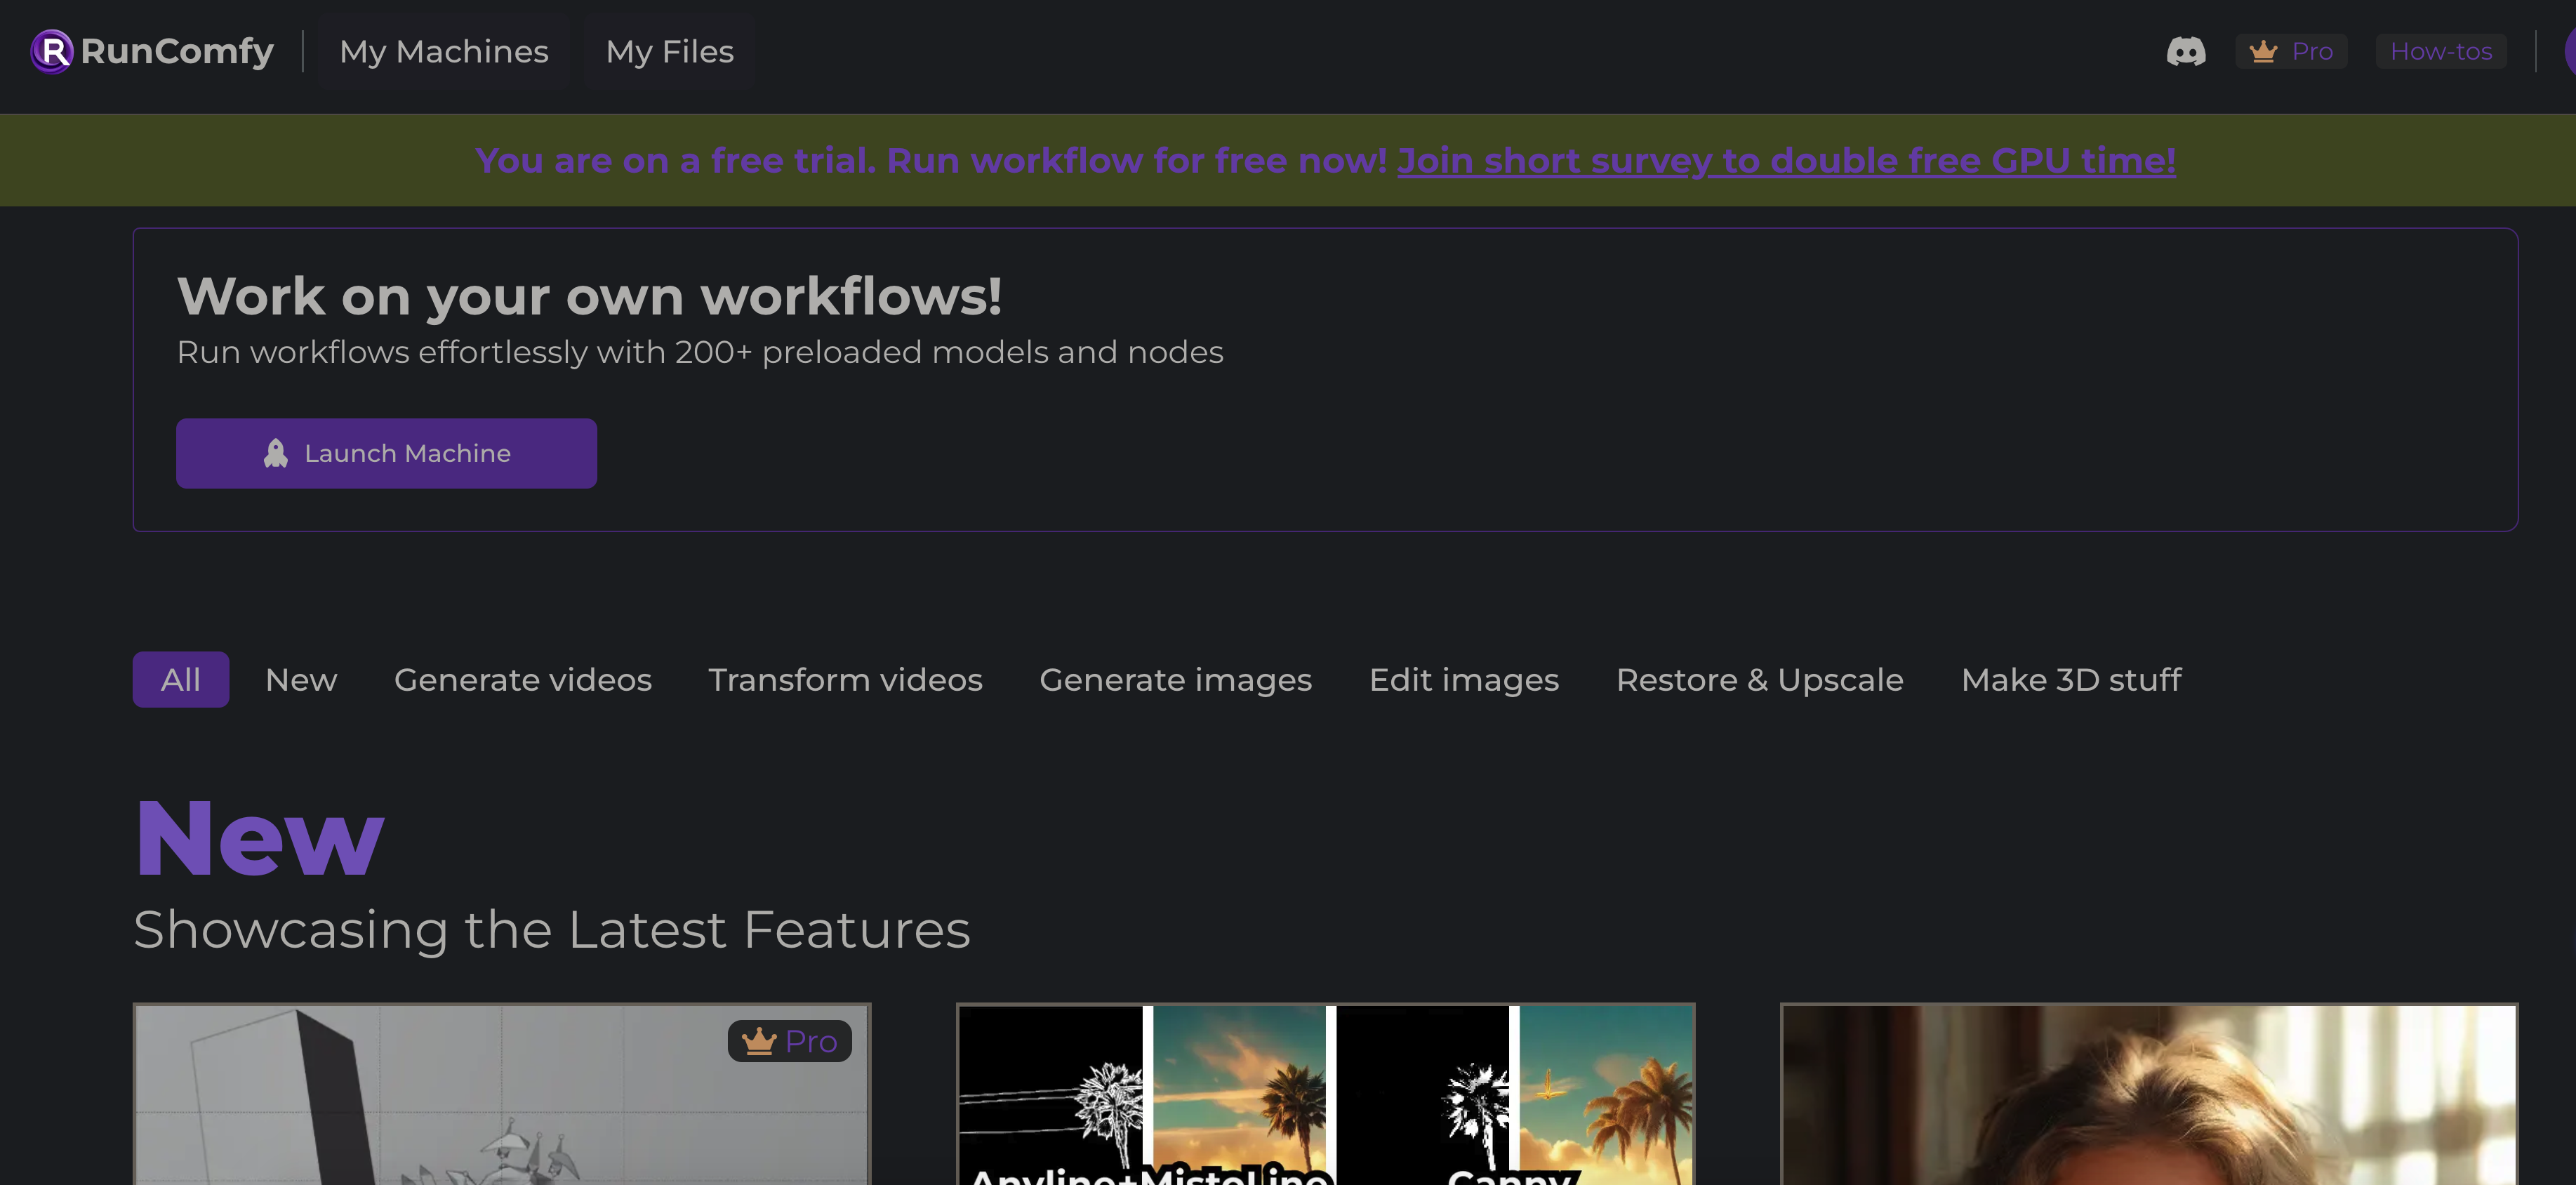 R RunComfy My Machines My Files Pro How-tos
You are on a free trial. Run workflow for free now! Join short survey to double free GPU time!
Work on your own workflows!
Run workflows effortlessly with 200+ preloaded models and nodes
Launch Machine
All New Generate videos Transform videos Generate images Edit images Restore & Upscale Make 3D stuff
New
Showcasing the Latest Features
Pro
Anyline+MistoLine Canny